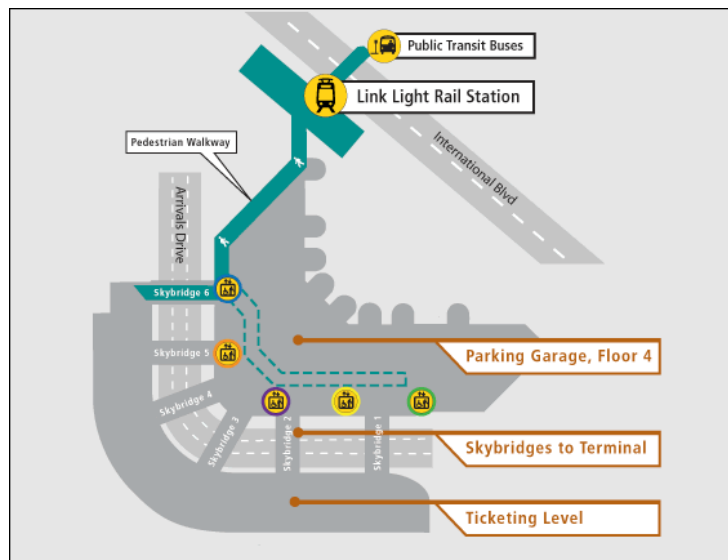 Public Transit Buses
Link Light Rail Station
Pedestrian Walkway
International Blvd
Arrivals Drive
Skybridge 6
Skybridge 5
Parking Garage, Floor 4
Skybridge 4
Skybridge 3
Skybridge 2
Skybridge 1
Skybridges to Terminal
Ticketing Level